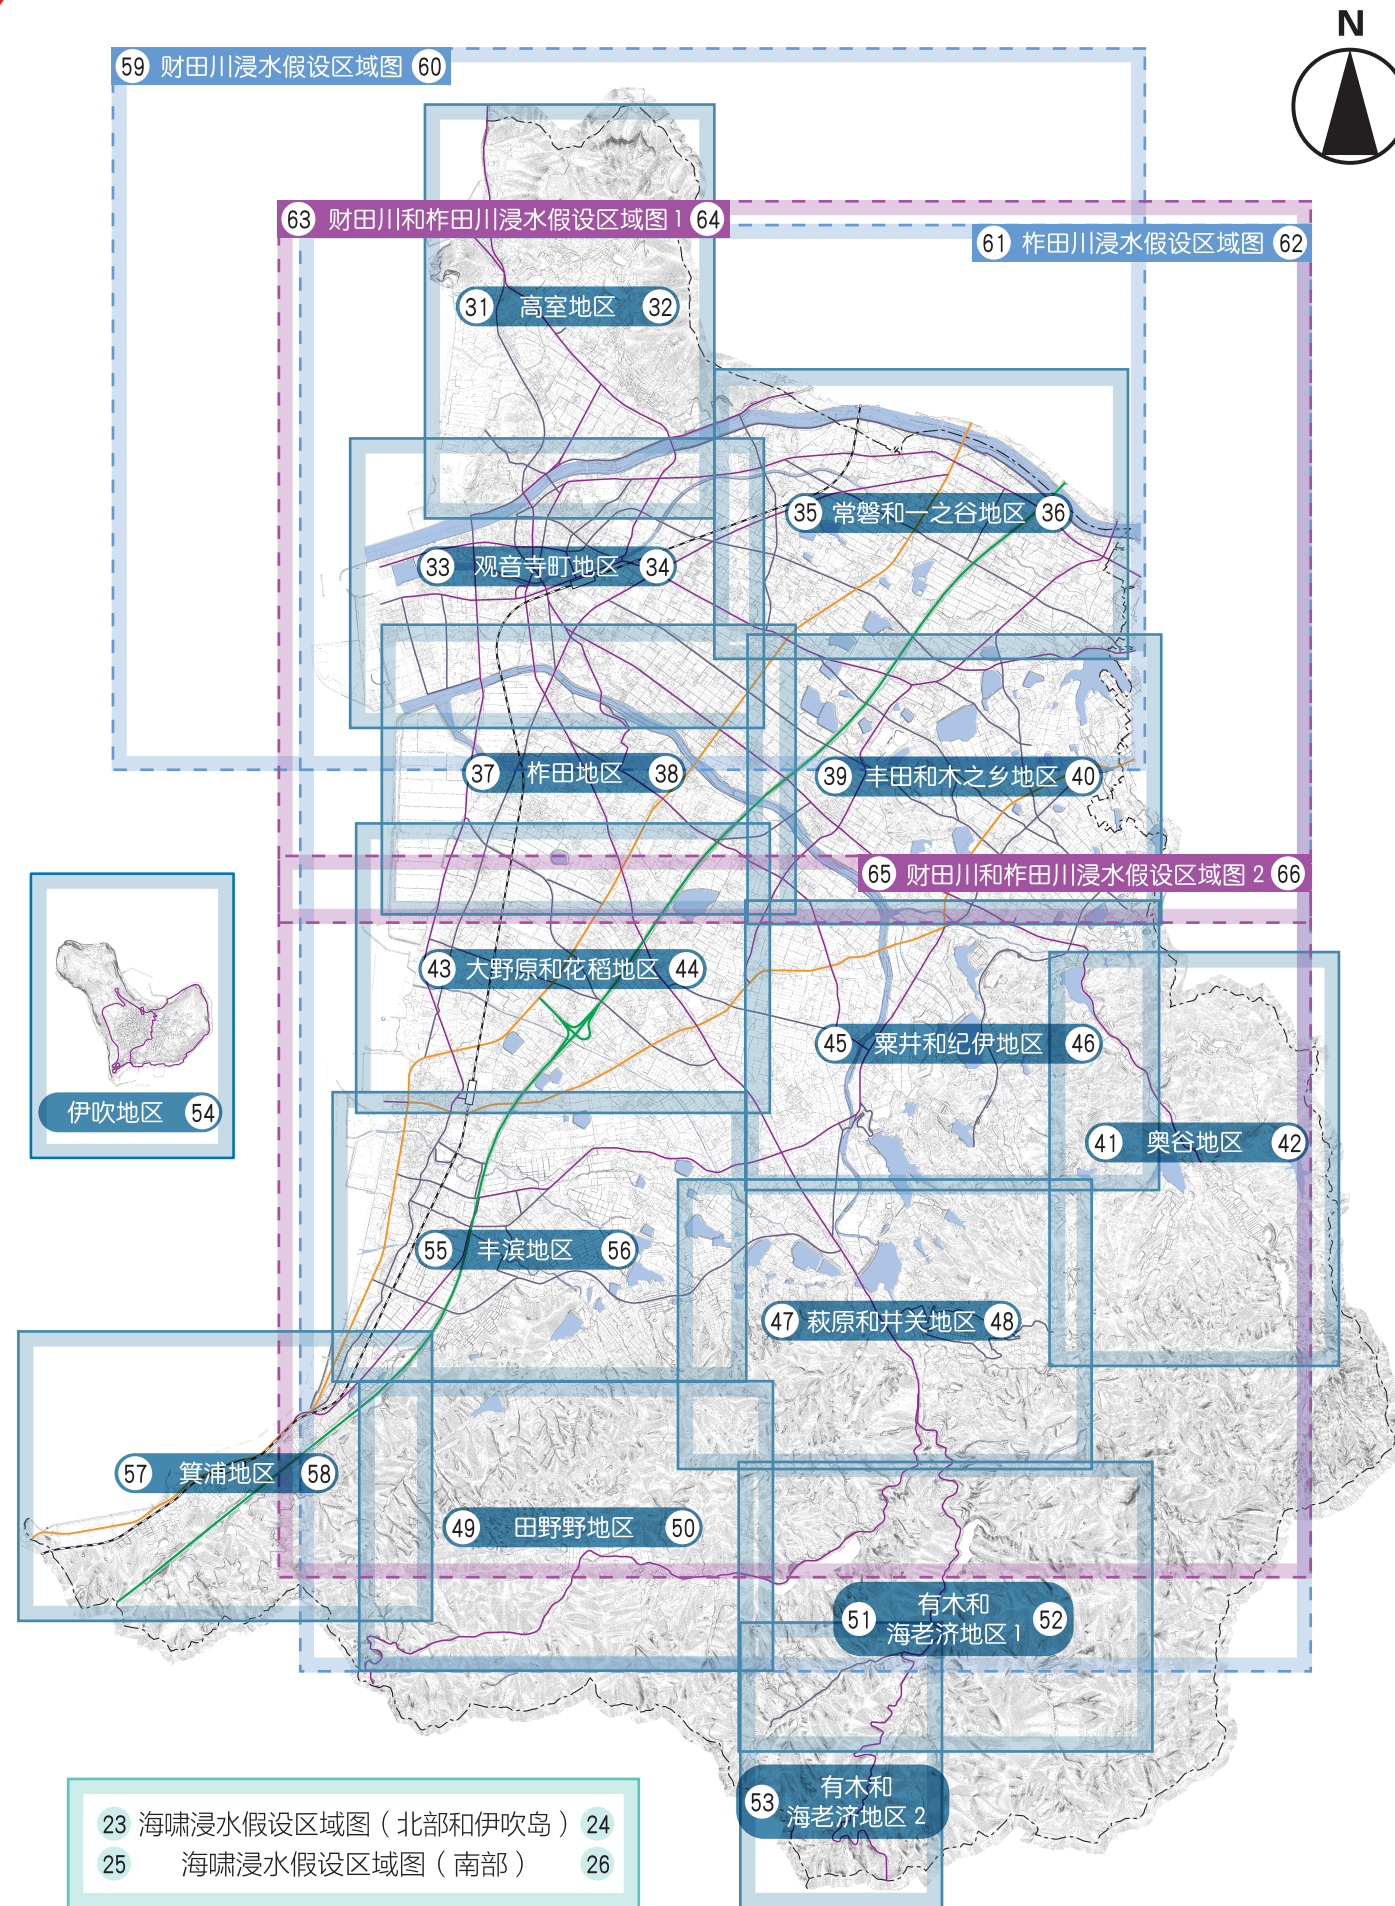 N
59 财田川浸水假设区域图 60
63 财田川和柞田川浸水假设区域图 1 64
61 柞田川浸水假设区域图 62
31 高室地区 32
35 常磐和一之谷地区 36
33 观音寺町地区 34
37 柞田地区 38
39 丰田和木之乡地区 40
65 财田川和柞田川浸水假设区域图 2 66
43 大野原和花稻地区 44
45 粟井和纪伊地区 46
伊吹地区 54
41 奥谷地区 42
55 丰滨地区 56
47 萩原和井关地区 48
57 箕浦地区 58
49 田野野地区 50
51 有木和
海老济地区 1 52
53 有木和
海老济地区 2
23 海啸浸水假设区域图（北部和伊吹岛） 24
25 海啸浸水假设区域图（南部） 26